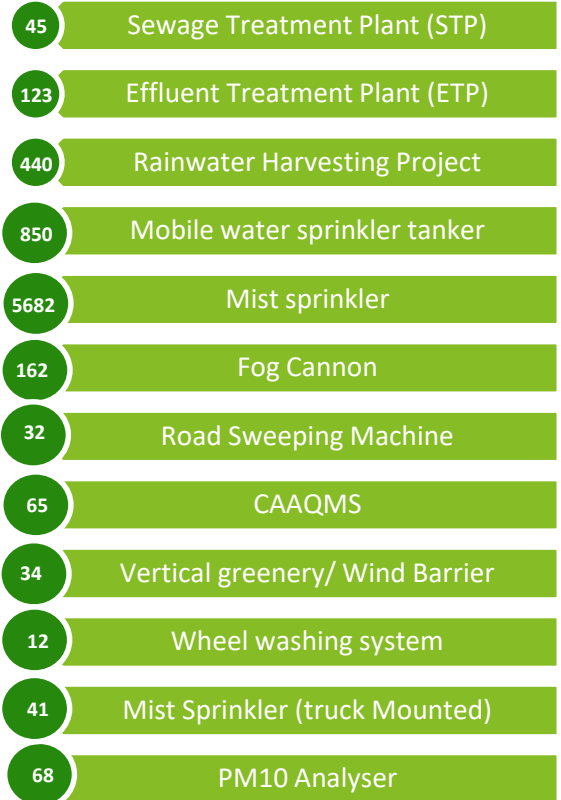 45 Sewage Treatment Plant (STP)
123 Effluent Treatment Plant (ETP)
440 Rainwater Harvesting Project
850 Mobile water sprinkler tanker
5682 Mist sprinkler
162 Fog Cannon
32 Road Sweeping Machine
65 CAAQMS
34 Vertical greenery/ Wind Barrier
12 Wheel washing system
41 Mist Sprinkler (truck Mounted)
68 PM10 Analyser